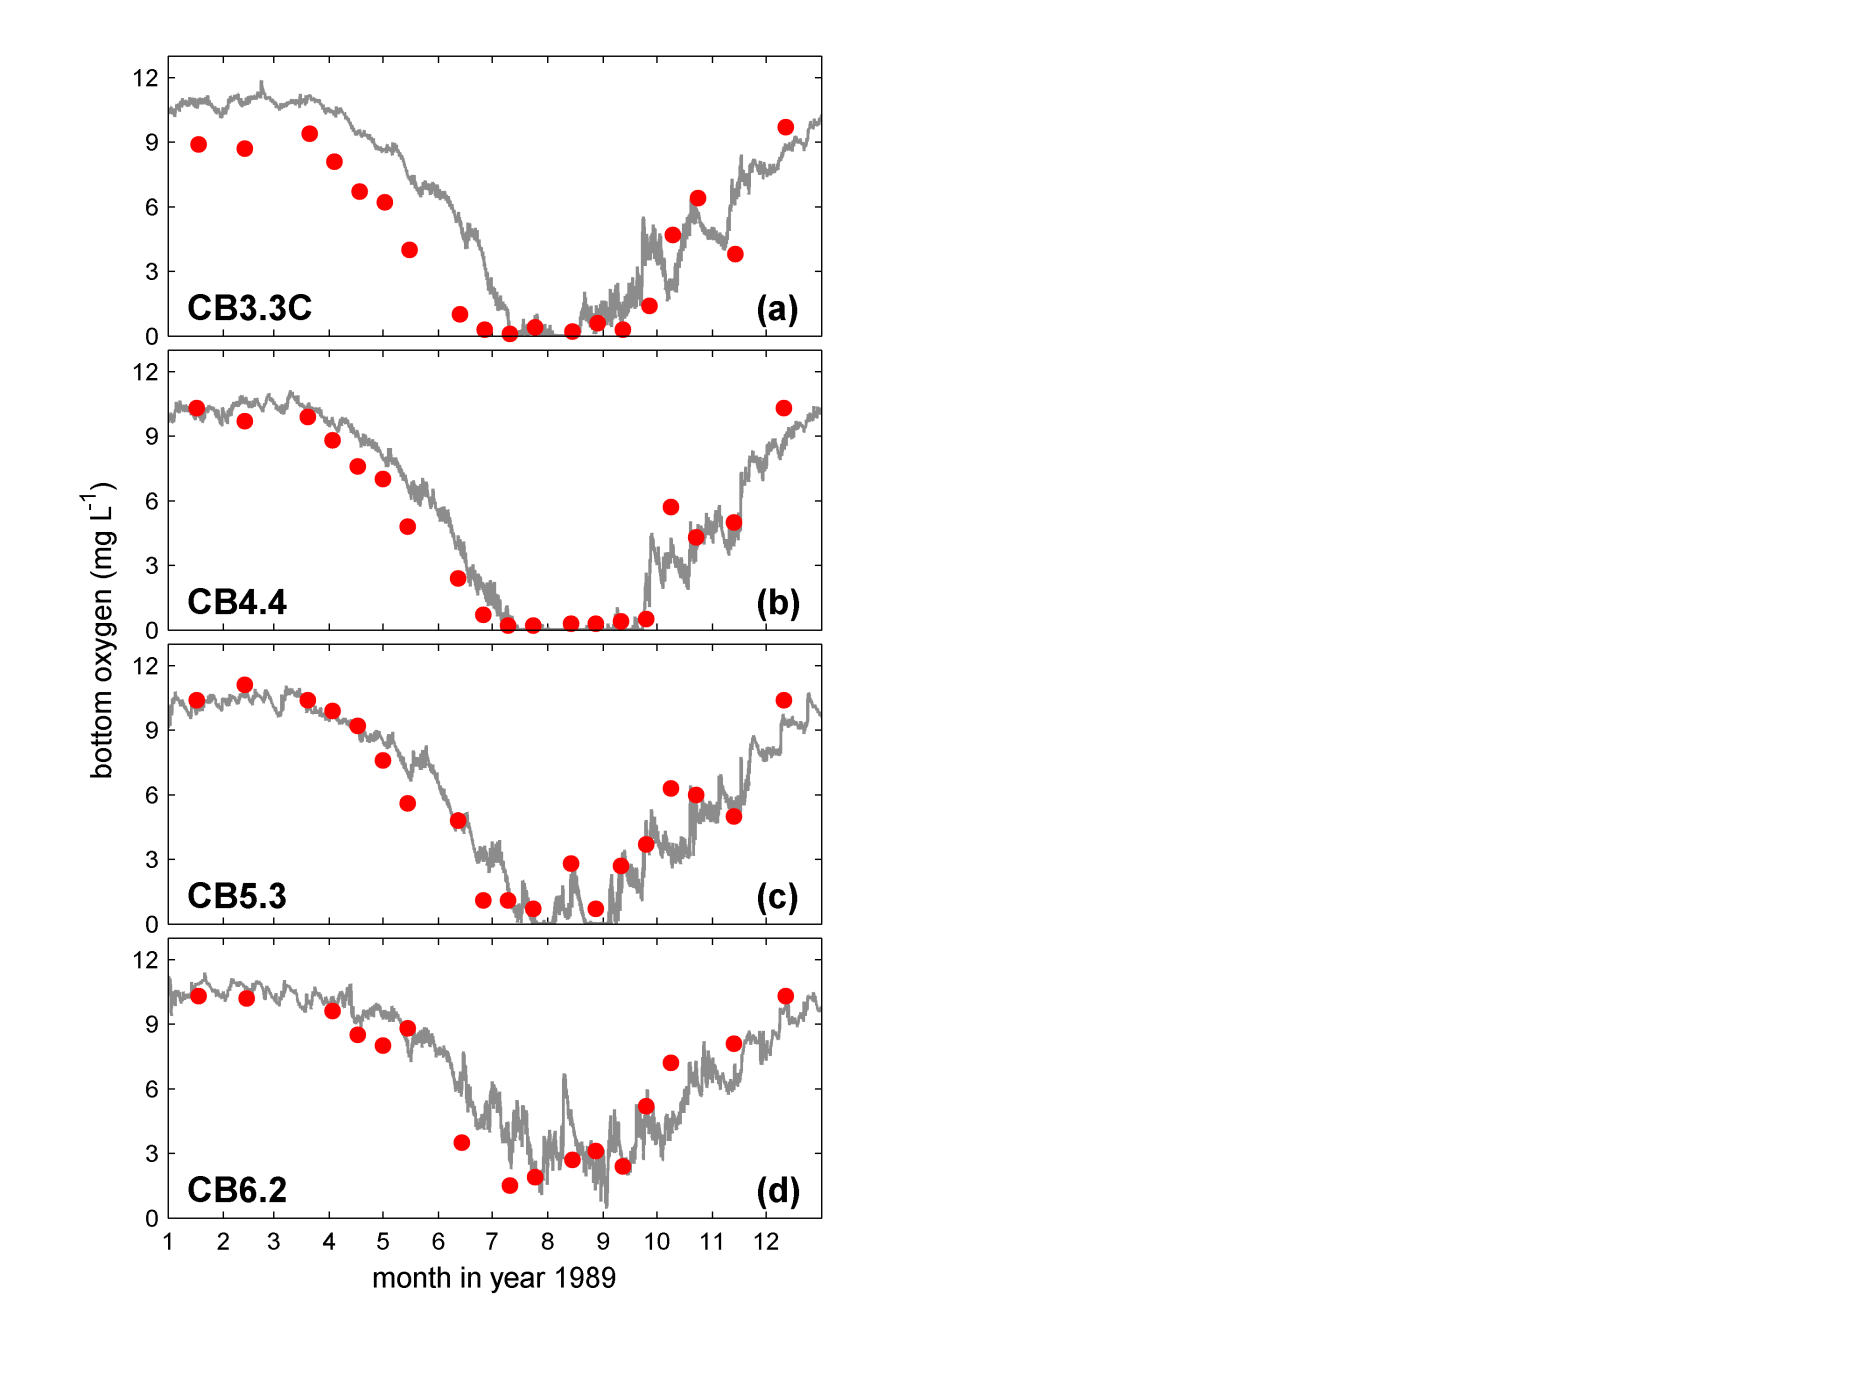 12
9
6
3
0
CB3.3C
(a)
12
9
6
3
0
CB4.4
(b)
bottom oxygen (mg L-1)
12
9
6
3
0
CB5.3
(c)
12
9
6
3
0
CB6.2
(d)
1 2 3 4 5 6 7 8 9 10 11 12
month in year 1989